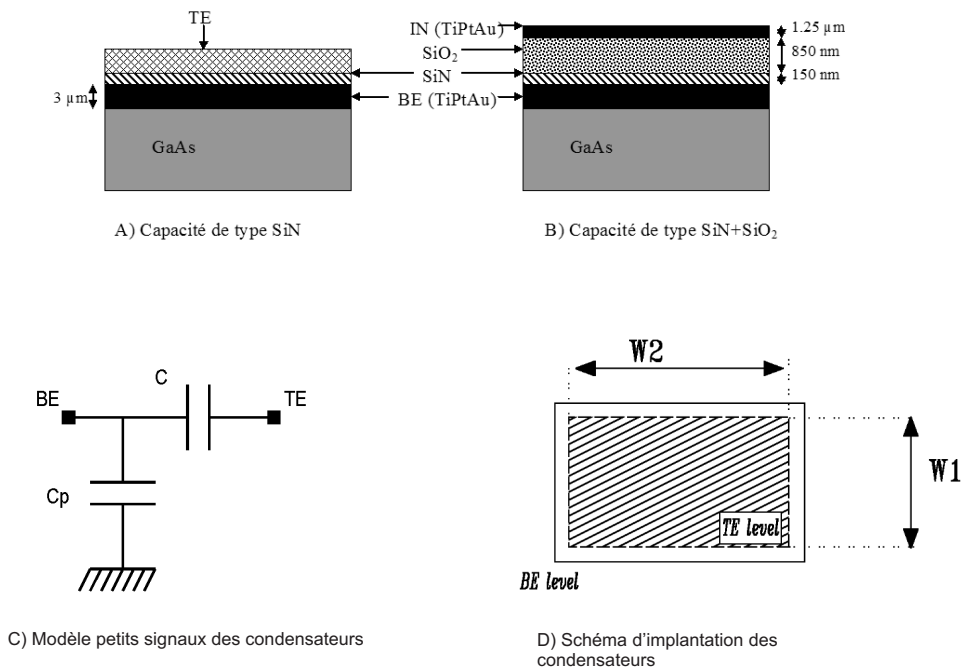 TE
3 µm
GaAs
A) Capacité de type SiN
IN (TiPtAu)
SiO₂
SiN
BE (TiPtAu)
1.25 µm
850 nm
150 nm
GaAs
B) Capacité de type SiN+SiO₂
C
BE
TE
Cp
C) Modèle petits signaux des condensateurs
W2
W1
TE level
BE level
D) Schéma d'implantation des
condensateurs